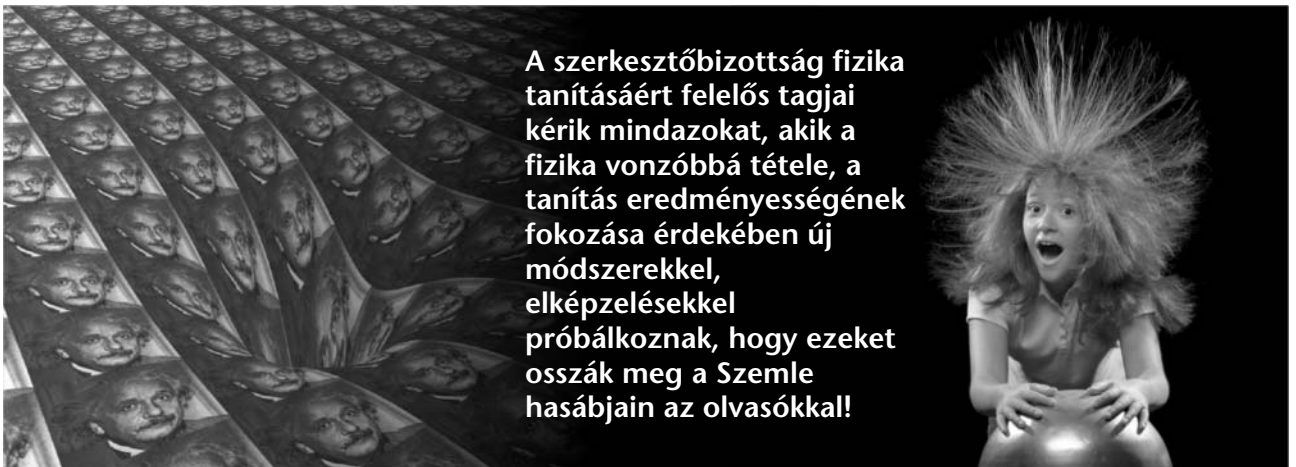 A szerkesztőbizottság fizika
tanításáért felelős tagjai
kérik mindazokat, akik a
fizika vonzóbbá tétele, a
tanítás eredményességének
fokozása érdekében új
módszerekkel,
elképzelésekkel
próbálkoznak, hogy ezeket
osszák meg a Szemle
hasábjain az olvasókkal!